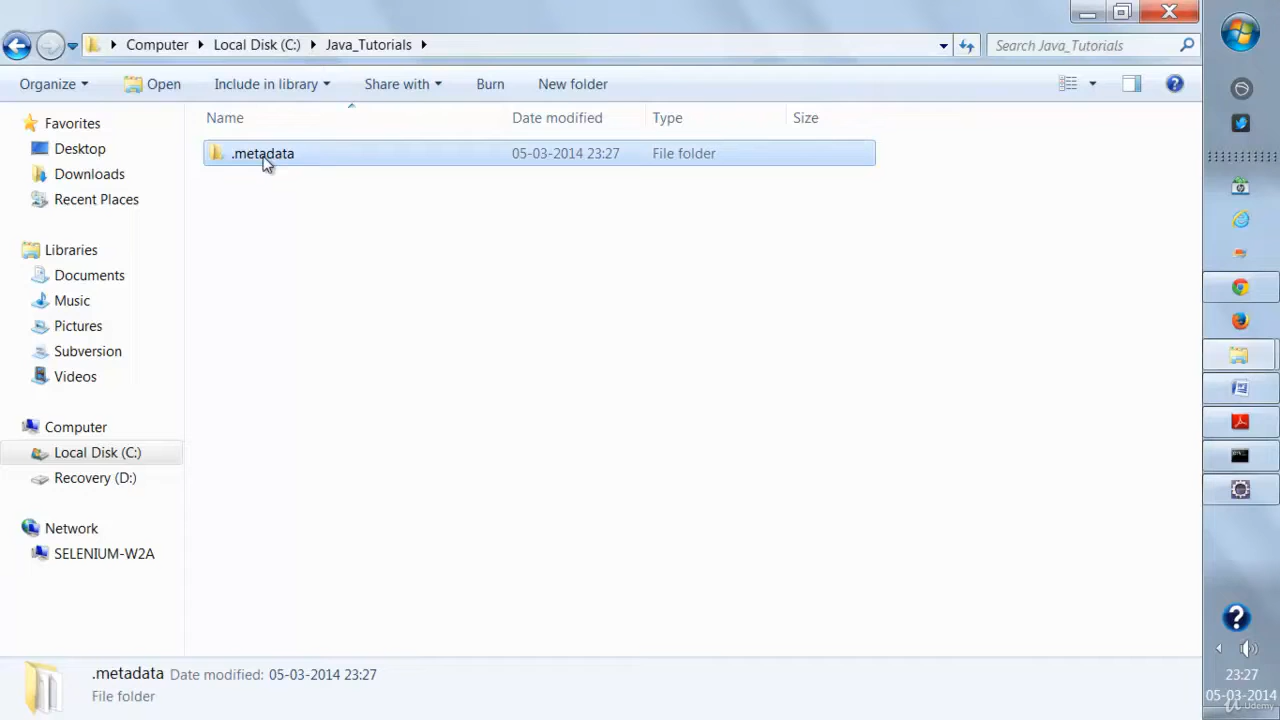 Computer Local Disk (C:) Java_Tutorials
Search Java_Tutorials
Organize Open Include in library Share with Burn New folder
Name Date modified Type Size
.metadata 05-03-2014 23:27 File folder
Favorites
Desktop
Downloads
Recent Places
Libraries
Documents
Music
Pictures
Subversion
Videos
Computer
Local Disk (C:)
Recovery (D:)
Network
SELENIUM-W2A
.metadata Date modified: 05-03-2014 23:27
File folder
23:27
05-03-2014
Udemy